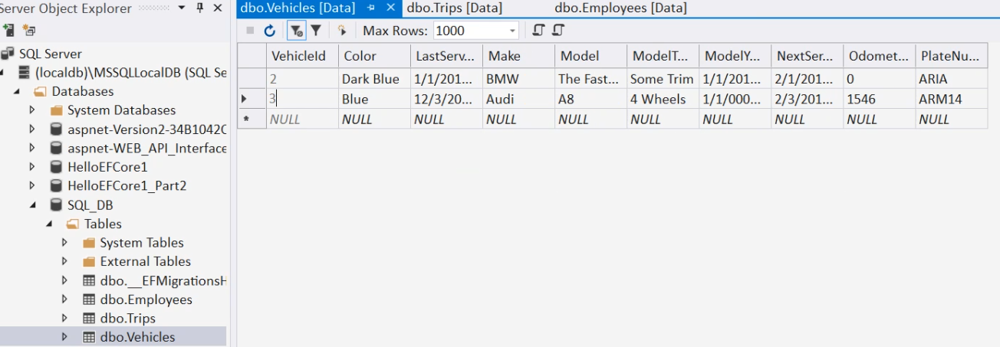 Server Object Explorer
SQL Server
(localdb)\MSSQLLocalDB (SQL Se
Databases
System Databases
aspnet-Version2-34B1042C
aspnet-WEB_API_Interface
HelloEFCore1
HelloEFCore1_Part2
SQL_DB
Tables
System Tables
External Tables
dbo.__EFMigrationsH
dbo.Employees
dbo.Trips
dbo.Vehicles
dbo.Vehicles [Data] dbo.Trips [Data] dbo.Employees [Data]
Max Rows: 1000
VehicleId Color LastServ... Make Model ModelT... ModelY... NextSer... Odomet... PlateNu...
2 Dark Blue 1/1/201... BMW The Fast... Some Trim 1/1/201... 2/1/201... 0 ARIA
3 Blue 12/3/20... Audi A8 4 Wheels 1/1/000... 2/3/201... 1546 ARM14
* NULL NULL NULL NULL NULL NULL NULL NULL NULL NULL